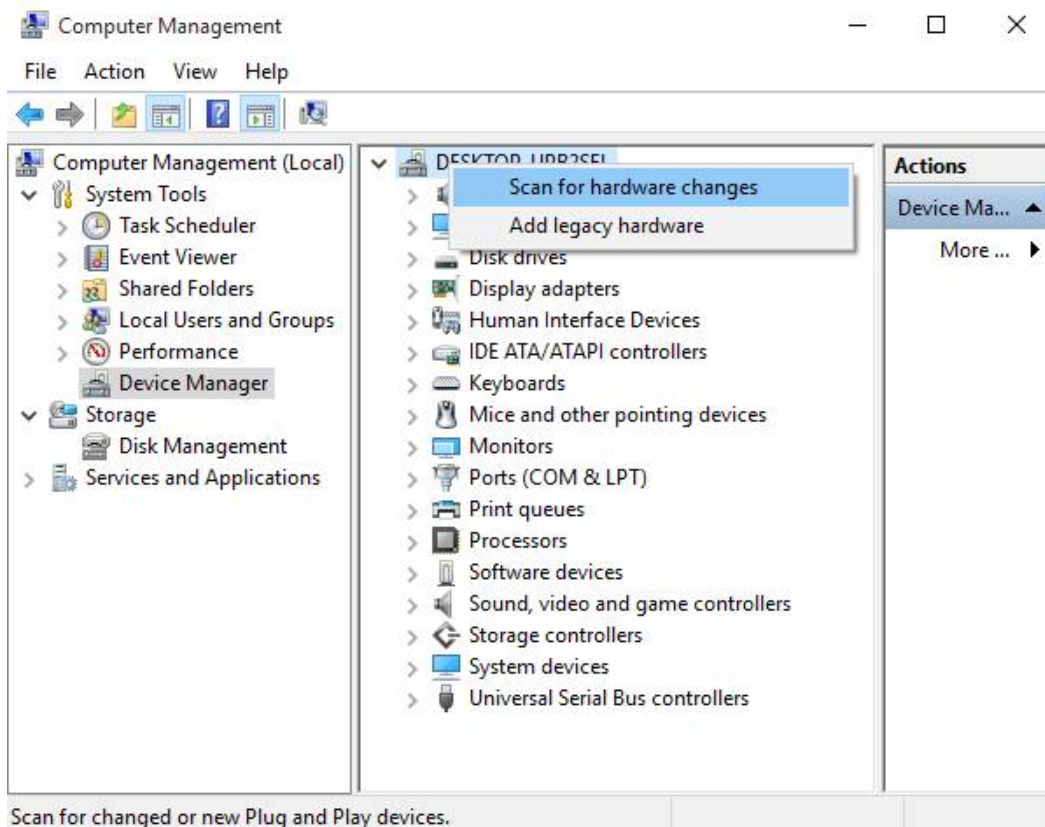 Computer Management
File Action View Help
Computer Management (Local)
System Tools
Task Scheduler
Event Viewer
Shared Folders
Local Users and Groups
Performance
Device Manager
Storage
Disk Management
Services and Applications
Scan for hardware changes
Add legacy hardware
Disk drives
Display adapters
Human Interface Devices
IDE ATA/ATAPI controllers
Keyboards
Mice and other pointing devices
Monitors
Ports (COM & LPT)
Print queues
Processors
Software devices
Sound, video and game controllers
Storage controllers
System devices
Universal Serial Bus controllers
Actions
Device Ma...
More ...
Scan for changed or new Plug and Play devices.